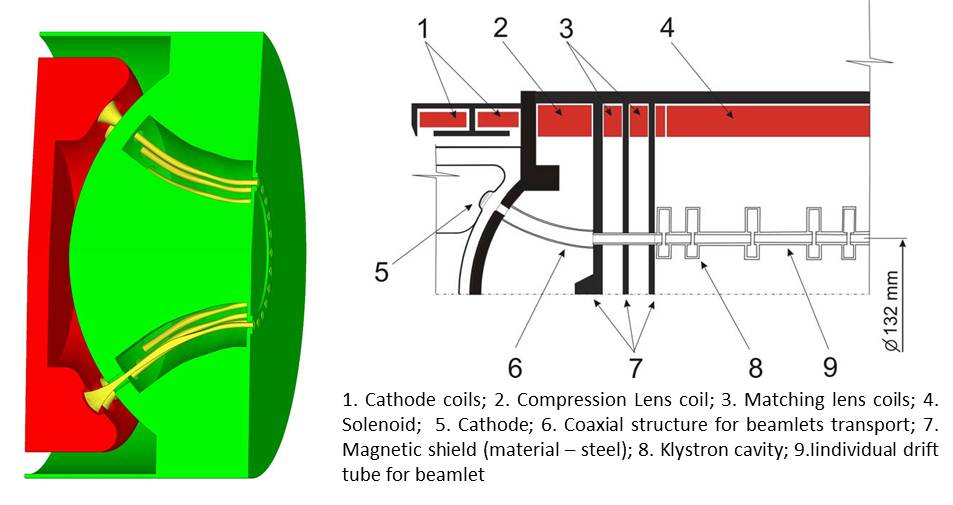 1 2 3 4
5
6 7 8 9
Ø132 mm
1. Cathode coils; 2. Compression Lens coil; 3. Matching lens coils; 4.
Solenoid; 5. Cathode; 6. Coaxial structure for beamlets transport; 7.
Magnetic shield (material – steel); 8. Klystron cavity; 9.Iindividual drift
tube for beamlet